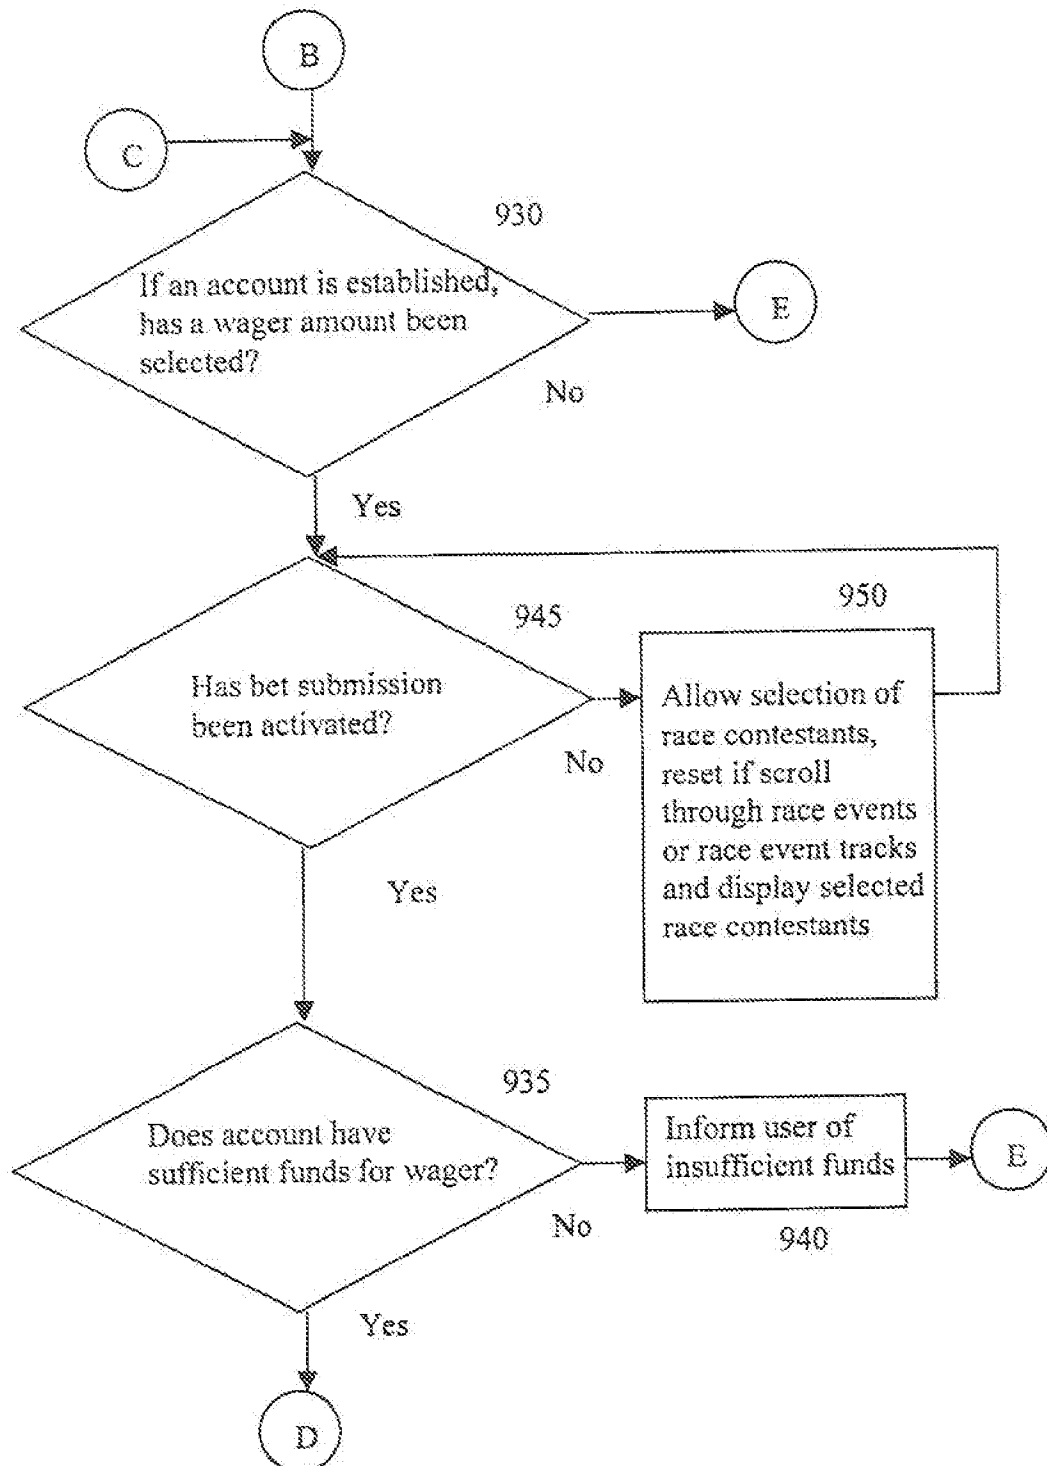 B
C
930
If an account is established,
has a wager amount been
selected?
E
No
Yes
945
950
Has bet submission
been activated?
No
Allow selection of
race contestants,
reset if scroll
through race events
or race event tracks
and display selected
race contestants
Yes
935
Does account have
sufficient funds for wager?
Inform user of
insufficient funds
E
No
940
Yes
D